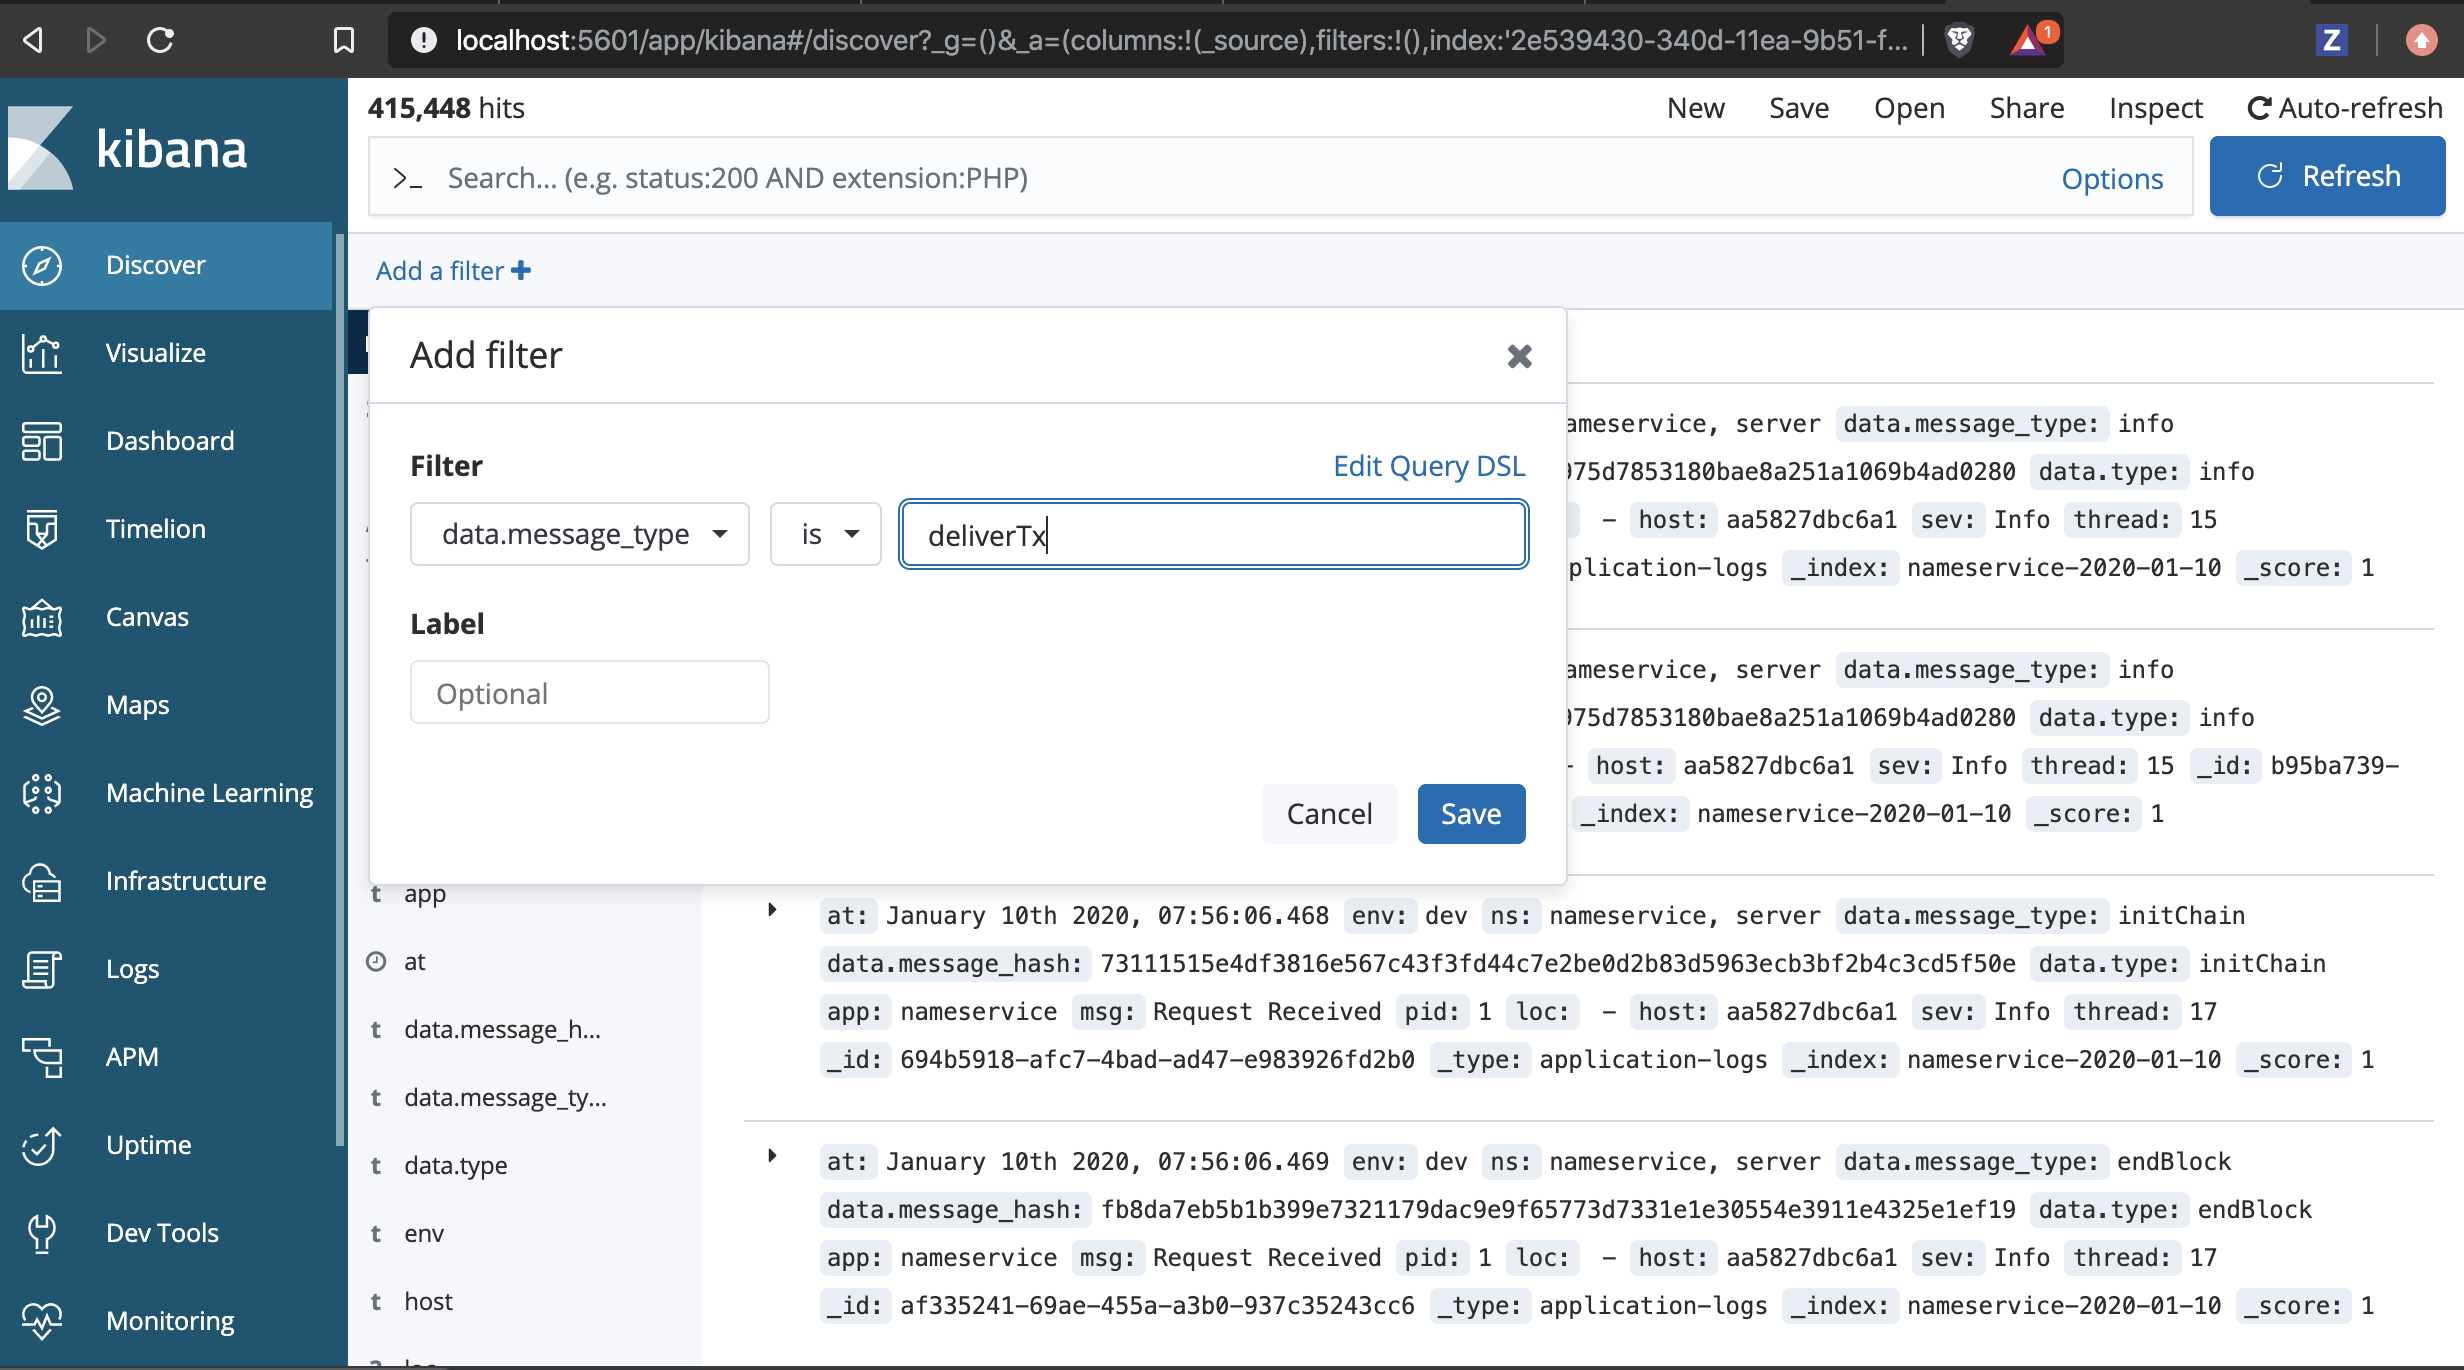 localhost:5601/app/kibana#/discover?_g=()&_a=(columns:!(_source),filters:!(),index:'2e539430-340d-11ea-9b51-f...
1
Z
kibana
Discover
Visualize
Dashboard
Timelion
Canvas
Maps
Machine Learning
Infrastructure
Logs
APM
Uptime
Dev Tools
Monitoring
415,448 hits
New Save Open Share Inspect Auto-refresh
>_ Search... (e.g. status:200 AND extension:PHP) Options Refresh
Add a filter +
Add filter
Filter Edit Query DSL
data.message_type is deliverTx
Label
Optional
Cancel Save
t app
at
t data.message_h...
t data.message_ty...
t data.type
t env
t host
ameservice, server data.message_type: info
975d7853180bae8a251a1069b4ad0280 data.type: info
– host: aa5827dbc6a1 sev: Info thread: 15
plication-logs _index: nameservice-2020-01-10 _score: 1
ameservice, server data.message_type: info
975d7853180bae8a251a1069b4ad0280 data.type: info
- host: aa5827dbc6a1 sev: Info thread: 15 _id: b95ba739-
_index: nameservice-2020-01-10 _score: 1
at: January 10th 2020, 07:56:06.468 env: dev ns: nameservice, server data.message_type: initChain
data.message_hash: 73111515e4df3816e567c43f3fd44c7e2be0d2b83d5963ecb3bf2b4c3cd5f50e data.type: initChain
app: nameservice msg: Request Received pid: 1 loc: – host: aa5827dbc6a1 sev: Info thread: 17
_id: 694b5918-afc7-4bad-ad47-e983926fd2b0 _type: application-logs _index: nameservice-2020-01-10 _score: 1
at: January 10th 2020, 07:56:06.469 env: dev ns: nameservice, server data.message_type: endBlock
data.message_hash: fb8da7eb5b1b399e7321179dac9e9f65773d7331e1e30554e3911e4325e1ef19 data.type: endBlock
app: nameservice msg: Request Received pid: 1 loc: – host: aa5827dbc6a1 sev: Info thread: 17
_id: af335241-69ae-455a-a3b0-937c35243cc6 _type: application-logs _index: nameservice-2020-01-10 _score: 1